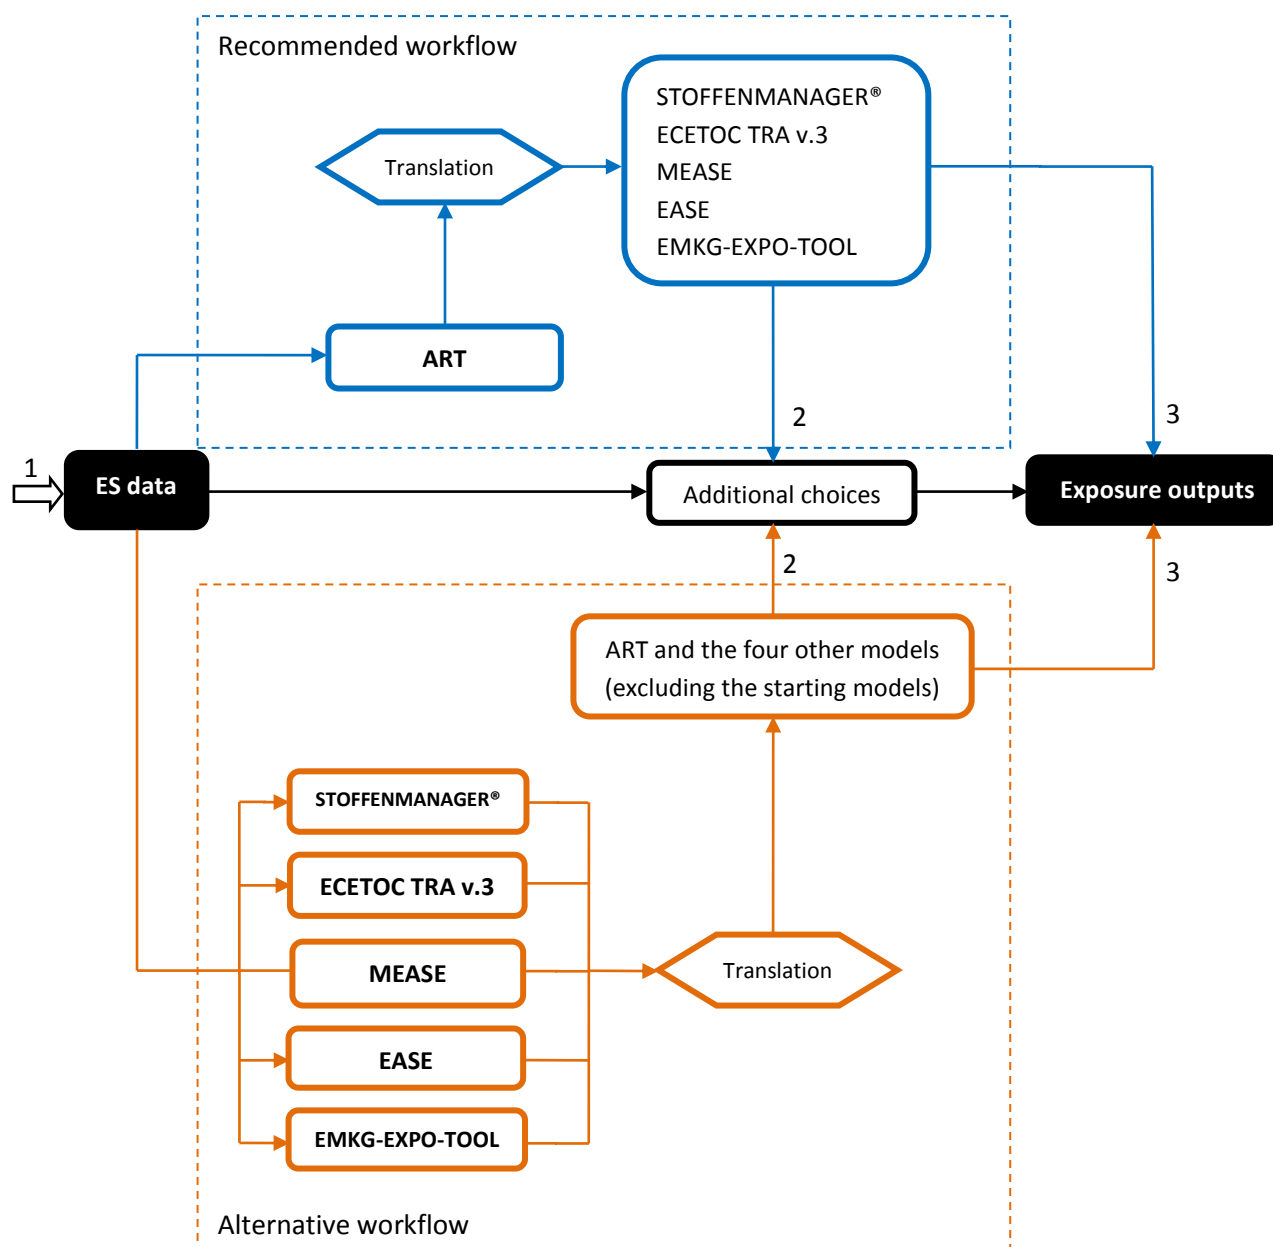 Recommended workflow
STOFFENMANAGER®
ECETOC TRA v.3
MEASE
EASE
EMKG-EXPO-TOOL
Translation
ART
2
3
1
ES data
Additional choices
Exposure outputs
2
3
ART and the four other models
(excluding the starting models)
STOFFENMANAGER®
ECETOC TRA v.3
MEASE
Translation
EASE
EMKG-EXPO-TOOL
Alternative workflow